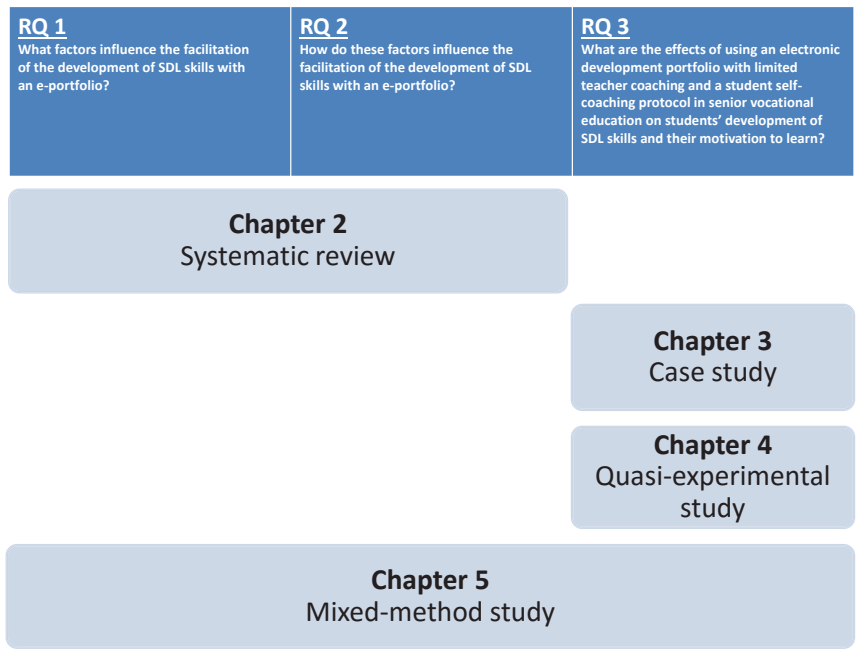 RQ 1
What factors influence the facilitation
of the development of SDL skills with
an e-portfolio?
RQ 2
How do these factors influence the
facilitation of the development of SDL
skills with an e-portfolio?
RQ 3
What are the effects of using an electronic
development portfolio with limited
teacher coaching and a student self-
coaching protocol in senior vocational
education on students’ development of
SDL skills and their motivation to learn?
Chapter 2
Systematic review
Chapter 3
Case study
Chapter 4
Quasi-experimental
study
Chapter 5
Mixed-method study